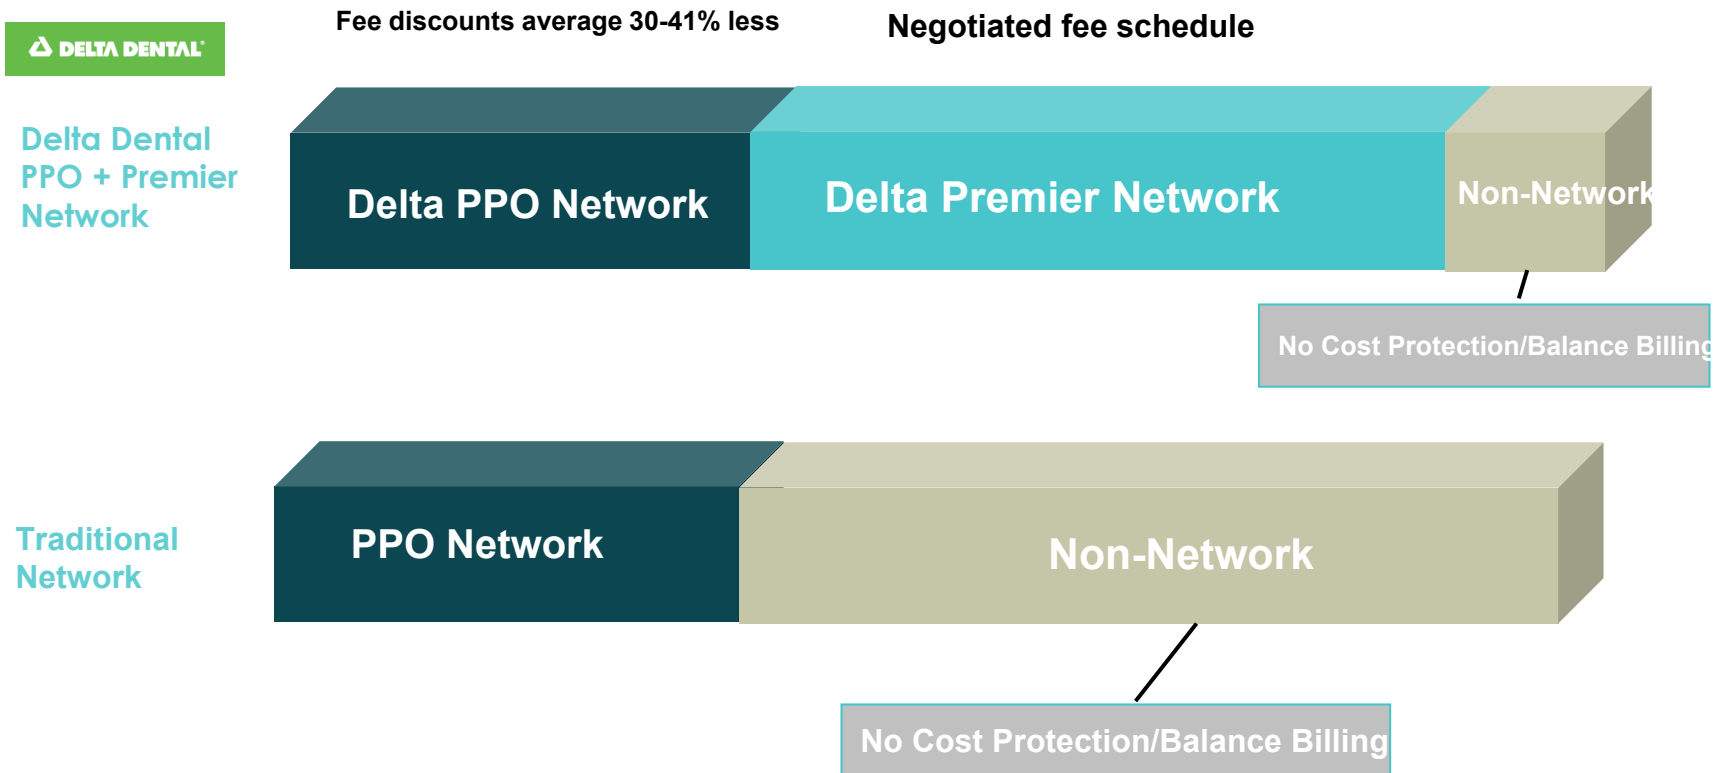 Fee discounts average 30-41% less
Negotiated fee schedule
DELTA DENTAL®
Delta Dental
PPO + Premier
Network
Delta PPO Network
Delta Premier Network
Non-Network
No Cost Protection/Balance Billing
Traditional
Network
PPO Network
Non-Network
No Cost Protection/Balance Billing